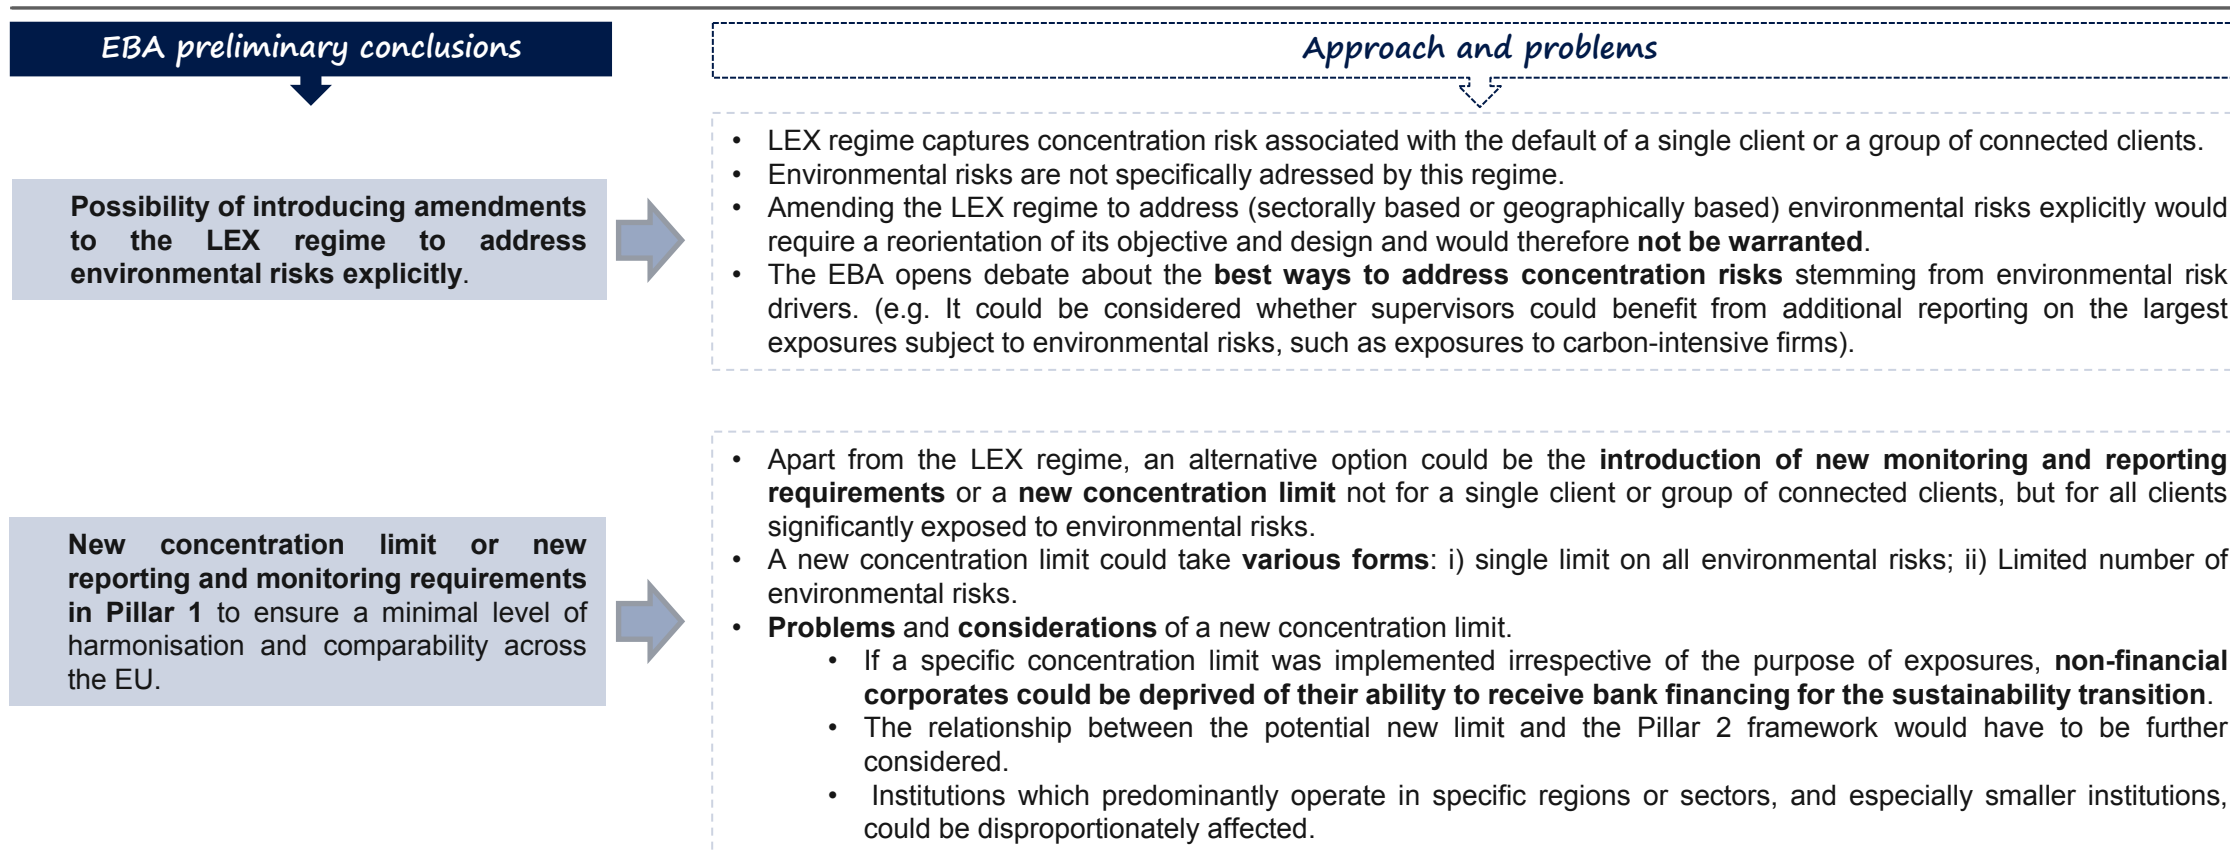 EBA preliminary conclusions
Approach and problems
Possibility of introducing amendments
to the LEX regime to address
environmental risks explicitly.
• LEX regime captures concentration risk associated with the default of a single client or a group of connected clients.
• Environmental risks are not specifically adressed by this regime.
• Amending the LEX regime to address (sectorally based or geographically based) environmental risks explicitly would
require a reorientation of its objective and design and would therefore not be warranted.
• The EBA opens debate about the best ways to address concentration risks stemming from environmental risk
drivers. (e.g. It could be considered whether supervisors could benefit from additional reporting on the largest
exposures subject to environmental risks, such as exposures to carbon-intensive firms).
New concentration limit or new
reporting and monitoring requirements
in Pillar 1 to ensure a minimal level of
harmonisation and comparability across
the EU.
• Apart from the LEX regime, an alternative option could be the introduction of new monitoring and reporting
requirements or a new concentration limit not for a single client or group of connected clients, but for all clients
significantly exposed to environmental risks.
• A new concentration limit could take various forms: i) single limit on all environmental risks; ii) Limited number of
environmental risks.
• Problems and considerations of a new concentration limit.
• If a specific concentration limit was implemented irrespective of the purpose of exposures, non-financial
corporates could be deprived of their ability to receive bank financing for the sustainability transition.
• The relationship between the potential new limit and the Pillar 2 framework would have to be further
considered.
• Institutions which predominantly operate in specific regions or sectors, and especially smaller institutions,
could be disproportionately affected.